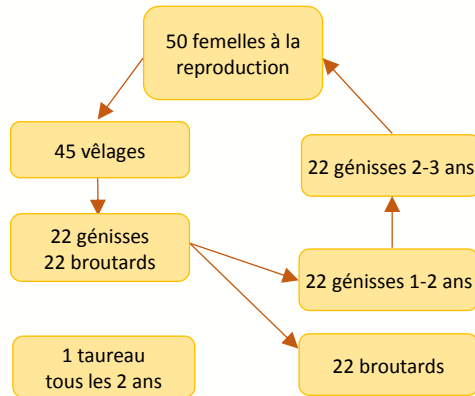 50 femelles à la
reproduction
45 vêlages
22 génisses 2-3 ans
22 génisses
22 broutards
22 génisses 1-2 ans
1 taureau
tous les 2 ans
22 broutards